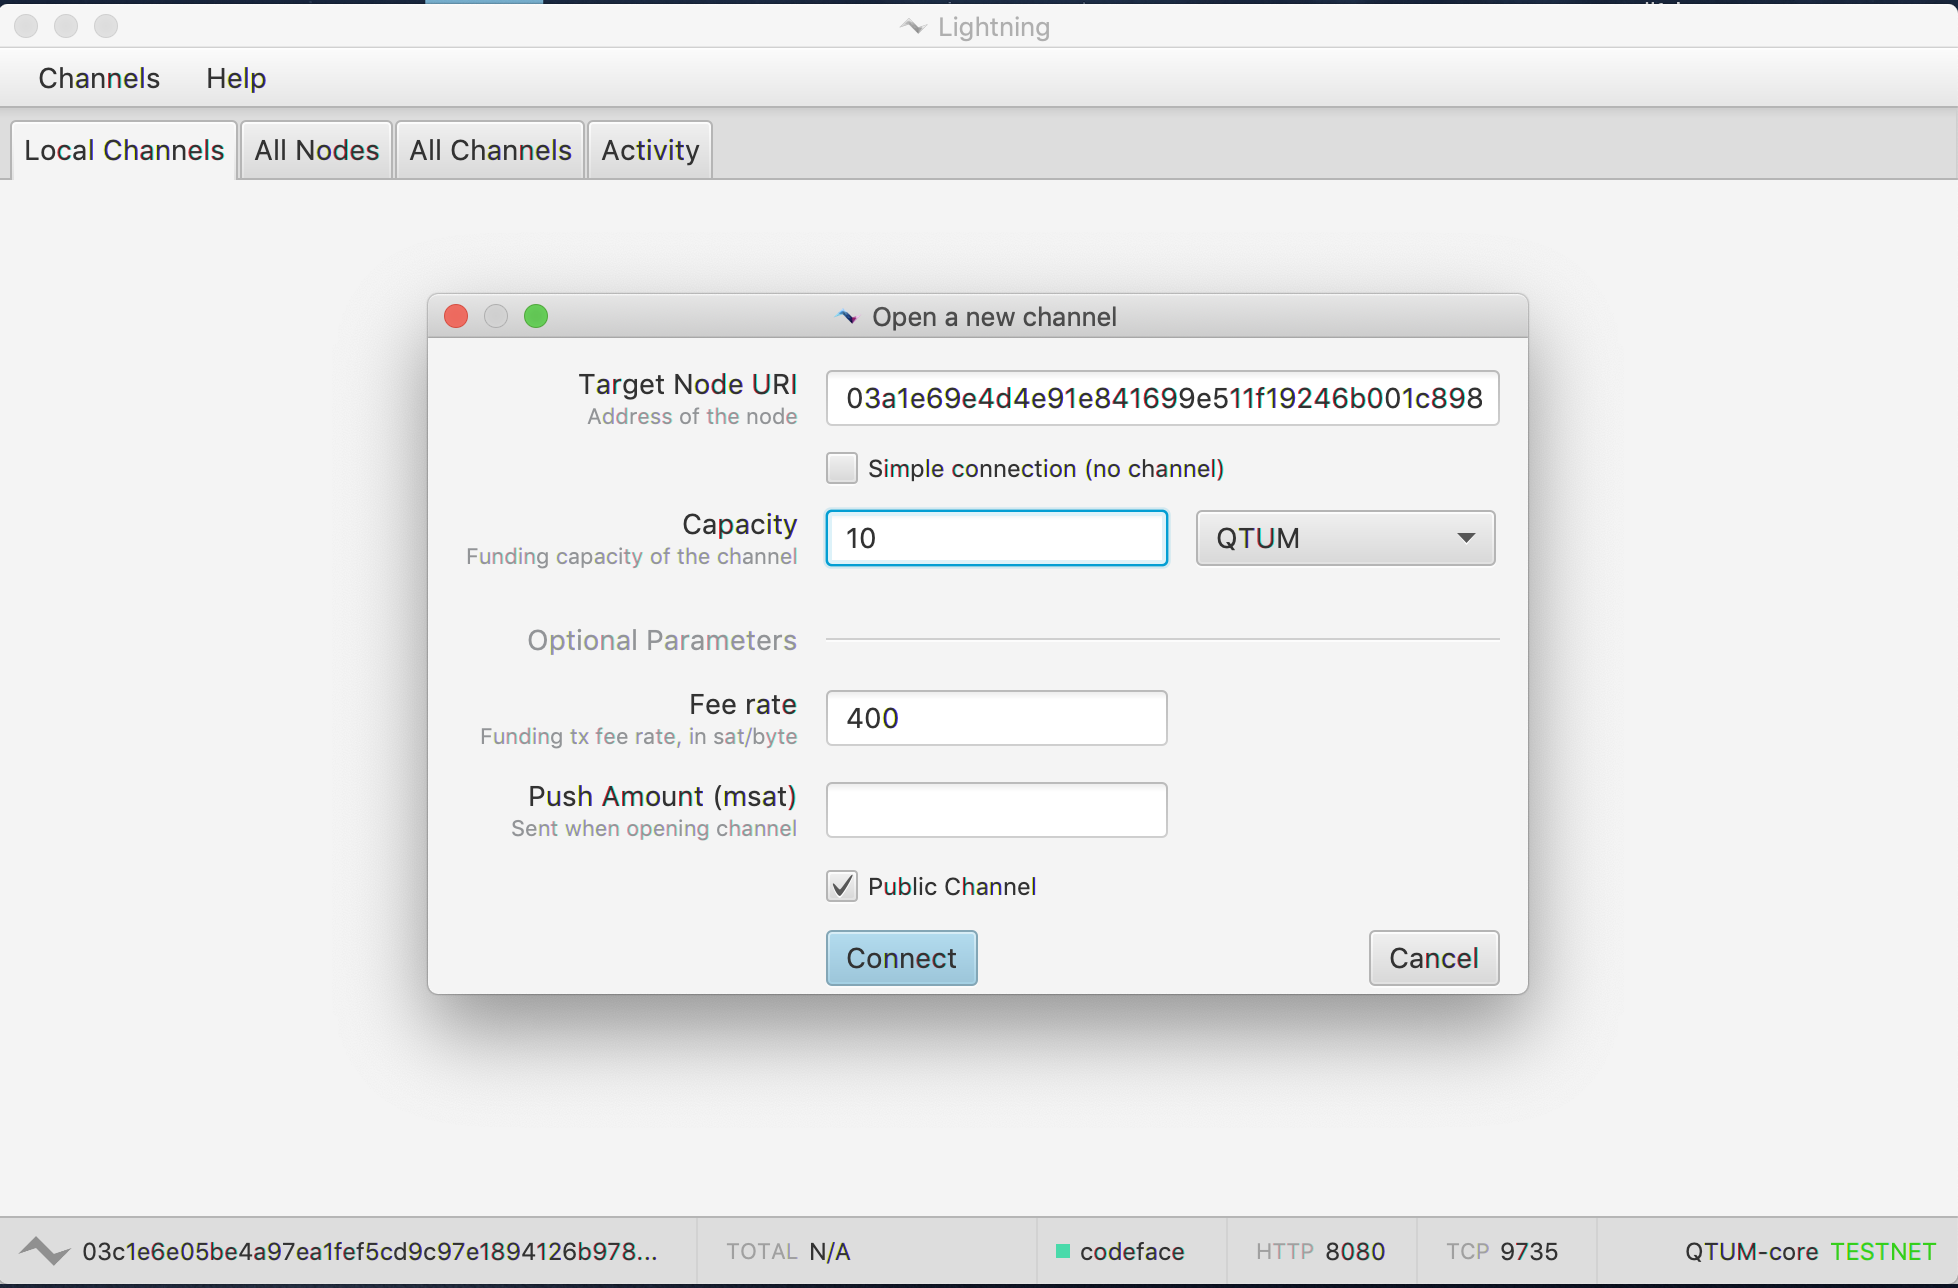 Lightning
Channels Help
Local Channels All Nodes All Channels Activity
Open a new channel
Target Node URI 03a1e69e4d4e91e841699e511f19246b001c898
Address of the node
Simple connection (no channel)
Capacity 10 QTUM
Funding capacity of the channel
Optional Parameters
Fee rate 400
Funding tx fee rate, in sat/byte
Push Amount (msat)
Sent when opening channel
Public Channel
Connect Cancel
03c1e6e05be4a97ea1fef5cd9c97e1894126b978... TOTAL N/A codeface HTTP 8080 TCP 9735 QTUM-core TESTNET